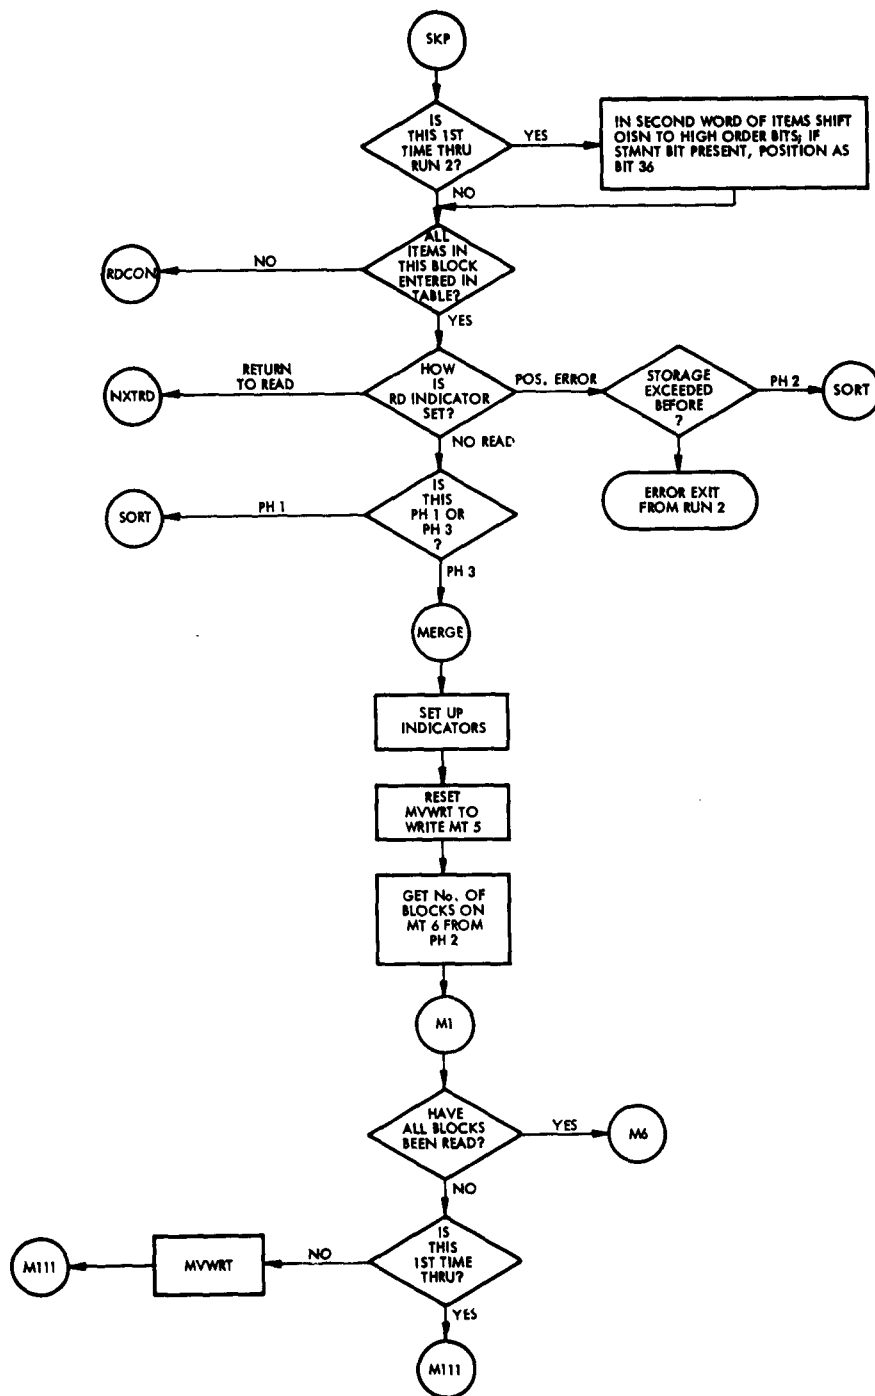 SKP
IS
THIS 1ST
TIME THRU
RUN 2?
YES
IN SECOND WORD OF ITEMS SHIFT
OISN TO HIGH ORDER BITS; IF
STMNT BIT PRESENT, POSITION AS
BIT 36
NO
ALL
ITEMS IN
THIS BLOCK
ENTERED IN
TABLE?
NO
RDCON
YES
HOW
IS
RD INDICATOR
SET?
RETURN
TO READ
NXTRD
POS. ERROR
STORAGE
EXCEEDED
BEFORE
?
PH 2
SORT
ERROR EXIT
FROM RUN 2
NO READ
IS
THIS
PH 1 OR
PH 3
?
PH 1
SORT
PH 3
MERGE
SET UP
INDICATORS
RESET
MVWRT TO
WRITE MT 5
GET No. OF
BLOCKS ON
MT 6 FROM
PH 2
M1
HAVE
ALL BLOCKS
BEEN READ?
YES
M6
NO
IS
THIS
1ST TIME
THRU?
NO
MVWRT
M111
YES
M111